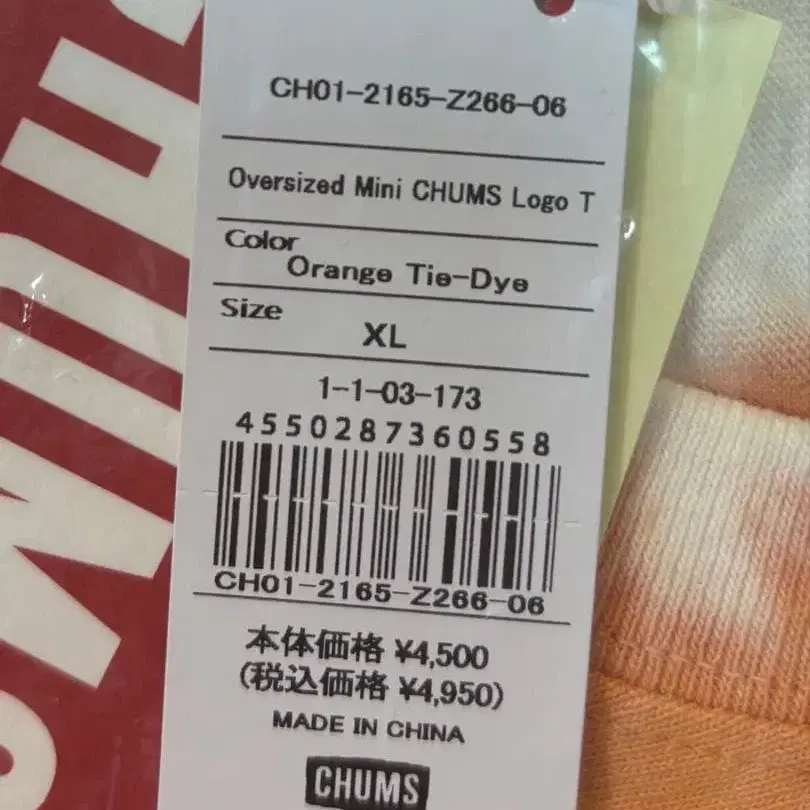 CH01-2165-Z266-06
Oversized Mini CHUMS Logo T
Color
Orange Tie-Dye
Size
XL
1-1-03-173
4550287360558
CH01-2165-Z266-06
本体価格 ¥4,500
(税込価格 ¥4,950)
MADE IN CHINA
CHUMS